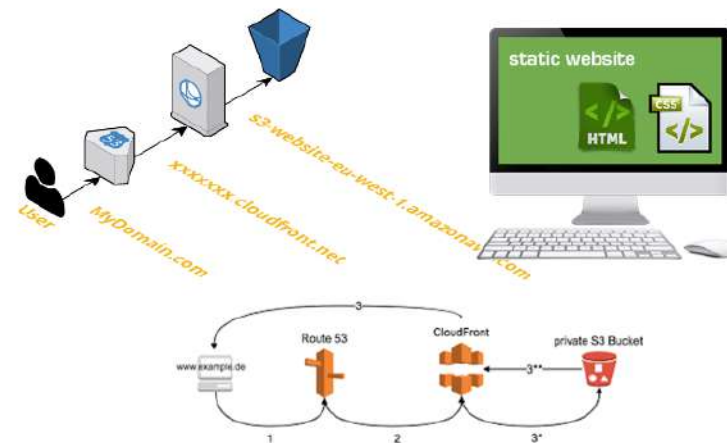 static website
HTML
CSS
53
User
MyDomain.com
xxxxxxx.cloudfront.net
s3-website-eu-west-1.amazonaws.com
3
Route 53
CloudFront
private S3 Bucket
www.example.de
3**
1
2
3*